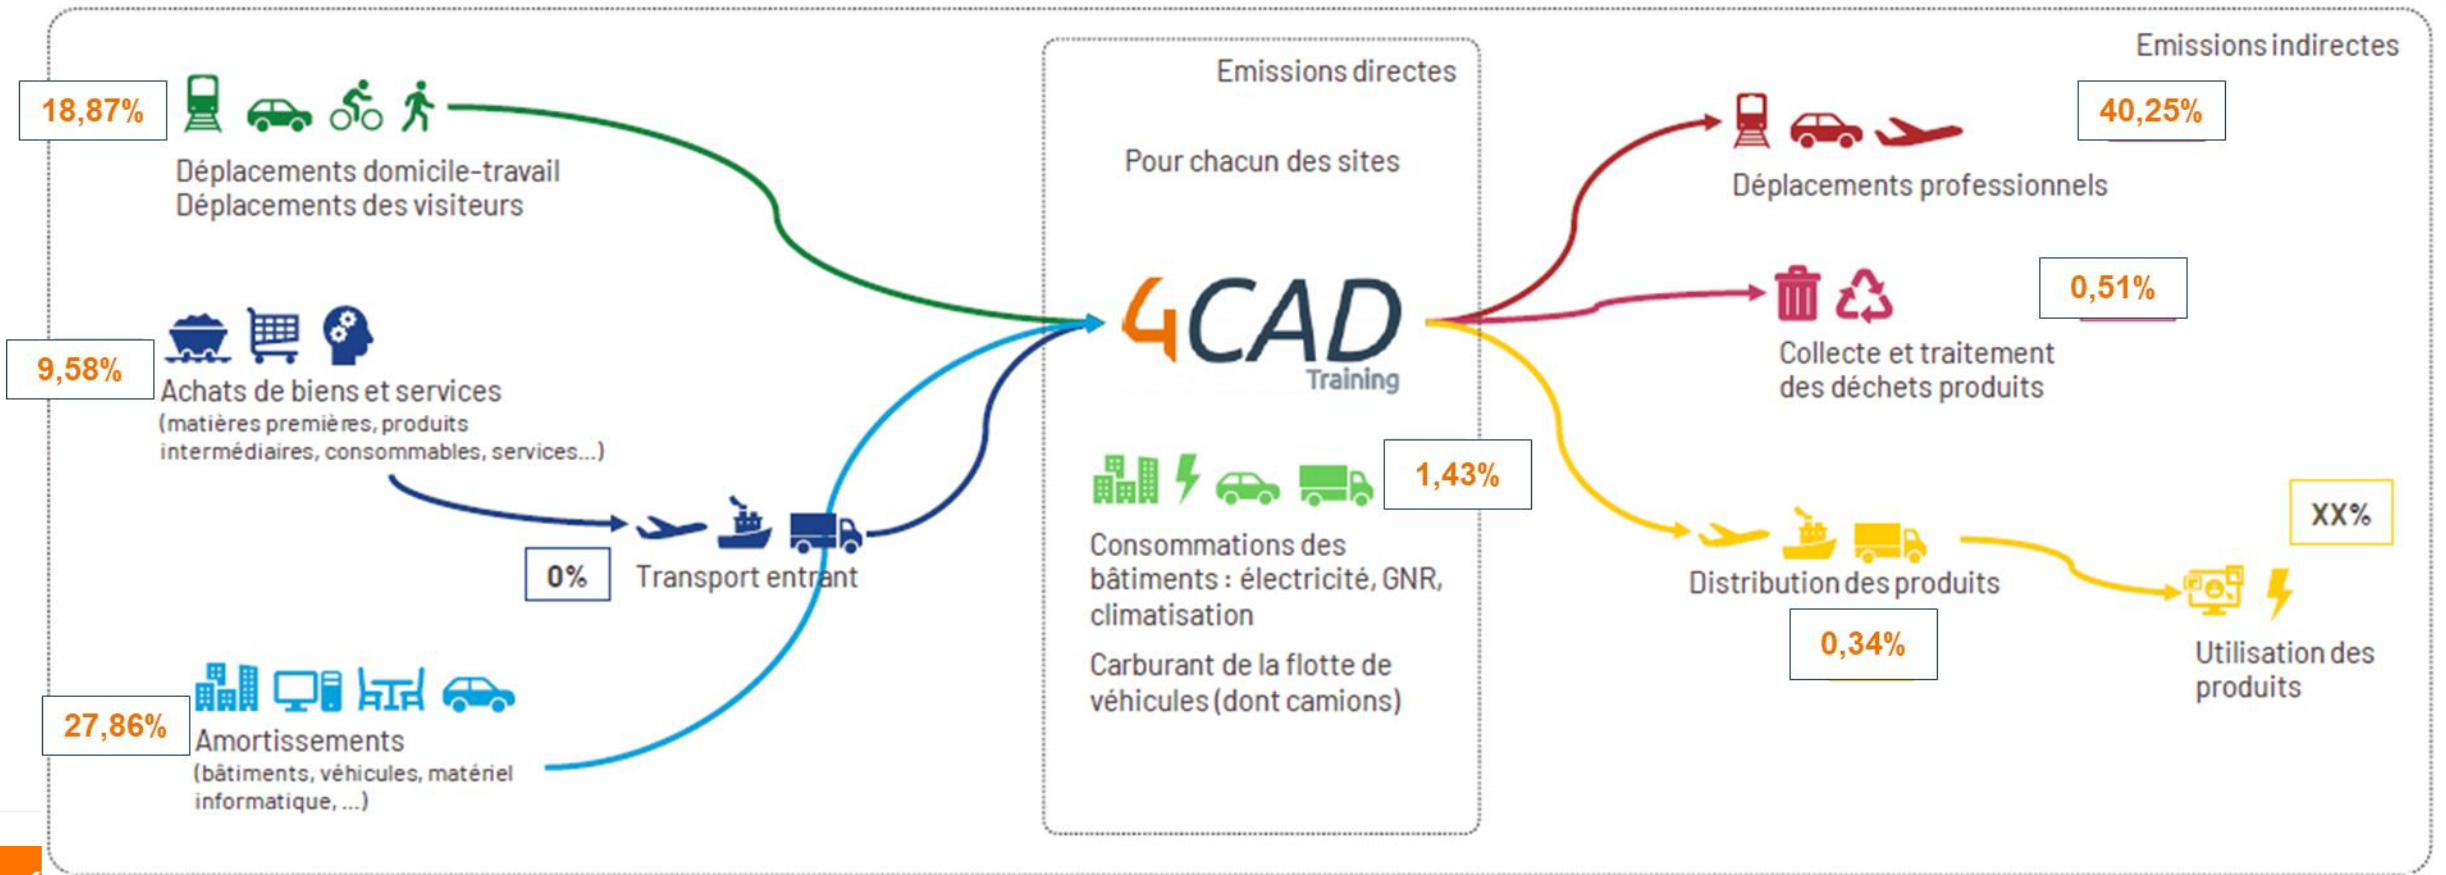 Emissions indirectes
Emissions directes
Pour chacun des sites
4CAD
Training
18,87%
Déplacements domicile-travail
Déplacements des visiteurs
9,58%
Achats de biens et services
(matières premières, produits
intermédiaires, consommables, services...)
0%
Transport entrant
27,86%
Amortissements
(bâtiments, véhicules, matériel
informatique, ...)
1,43%
Consommations des
bâtiments : électricité, GNR,
climatisation
Carburant de la flotte de
véhicules (dont camions)
40,25%
Déplacements professionnels
0,51%
Collecte et traitement
des déchets produits
Distribution des produits
0,34%
XX%
Utilisation des
produits